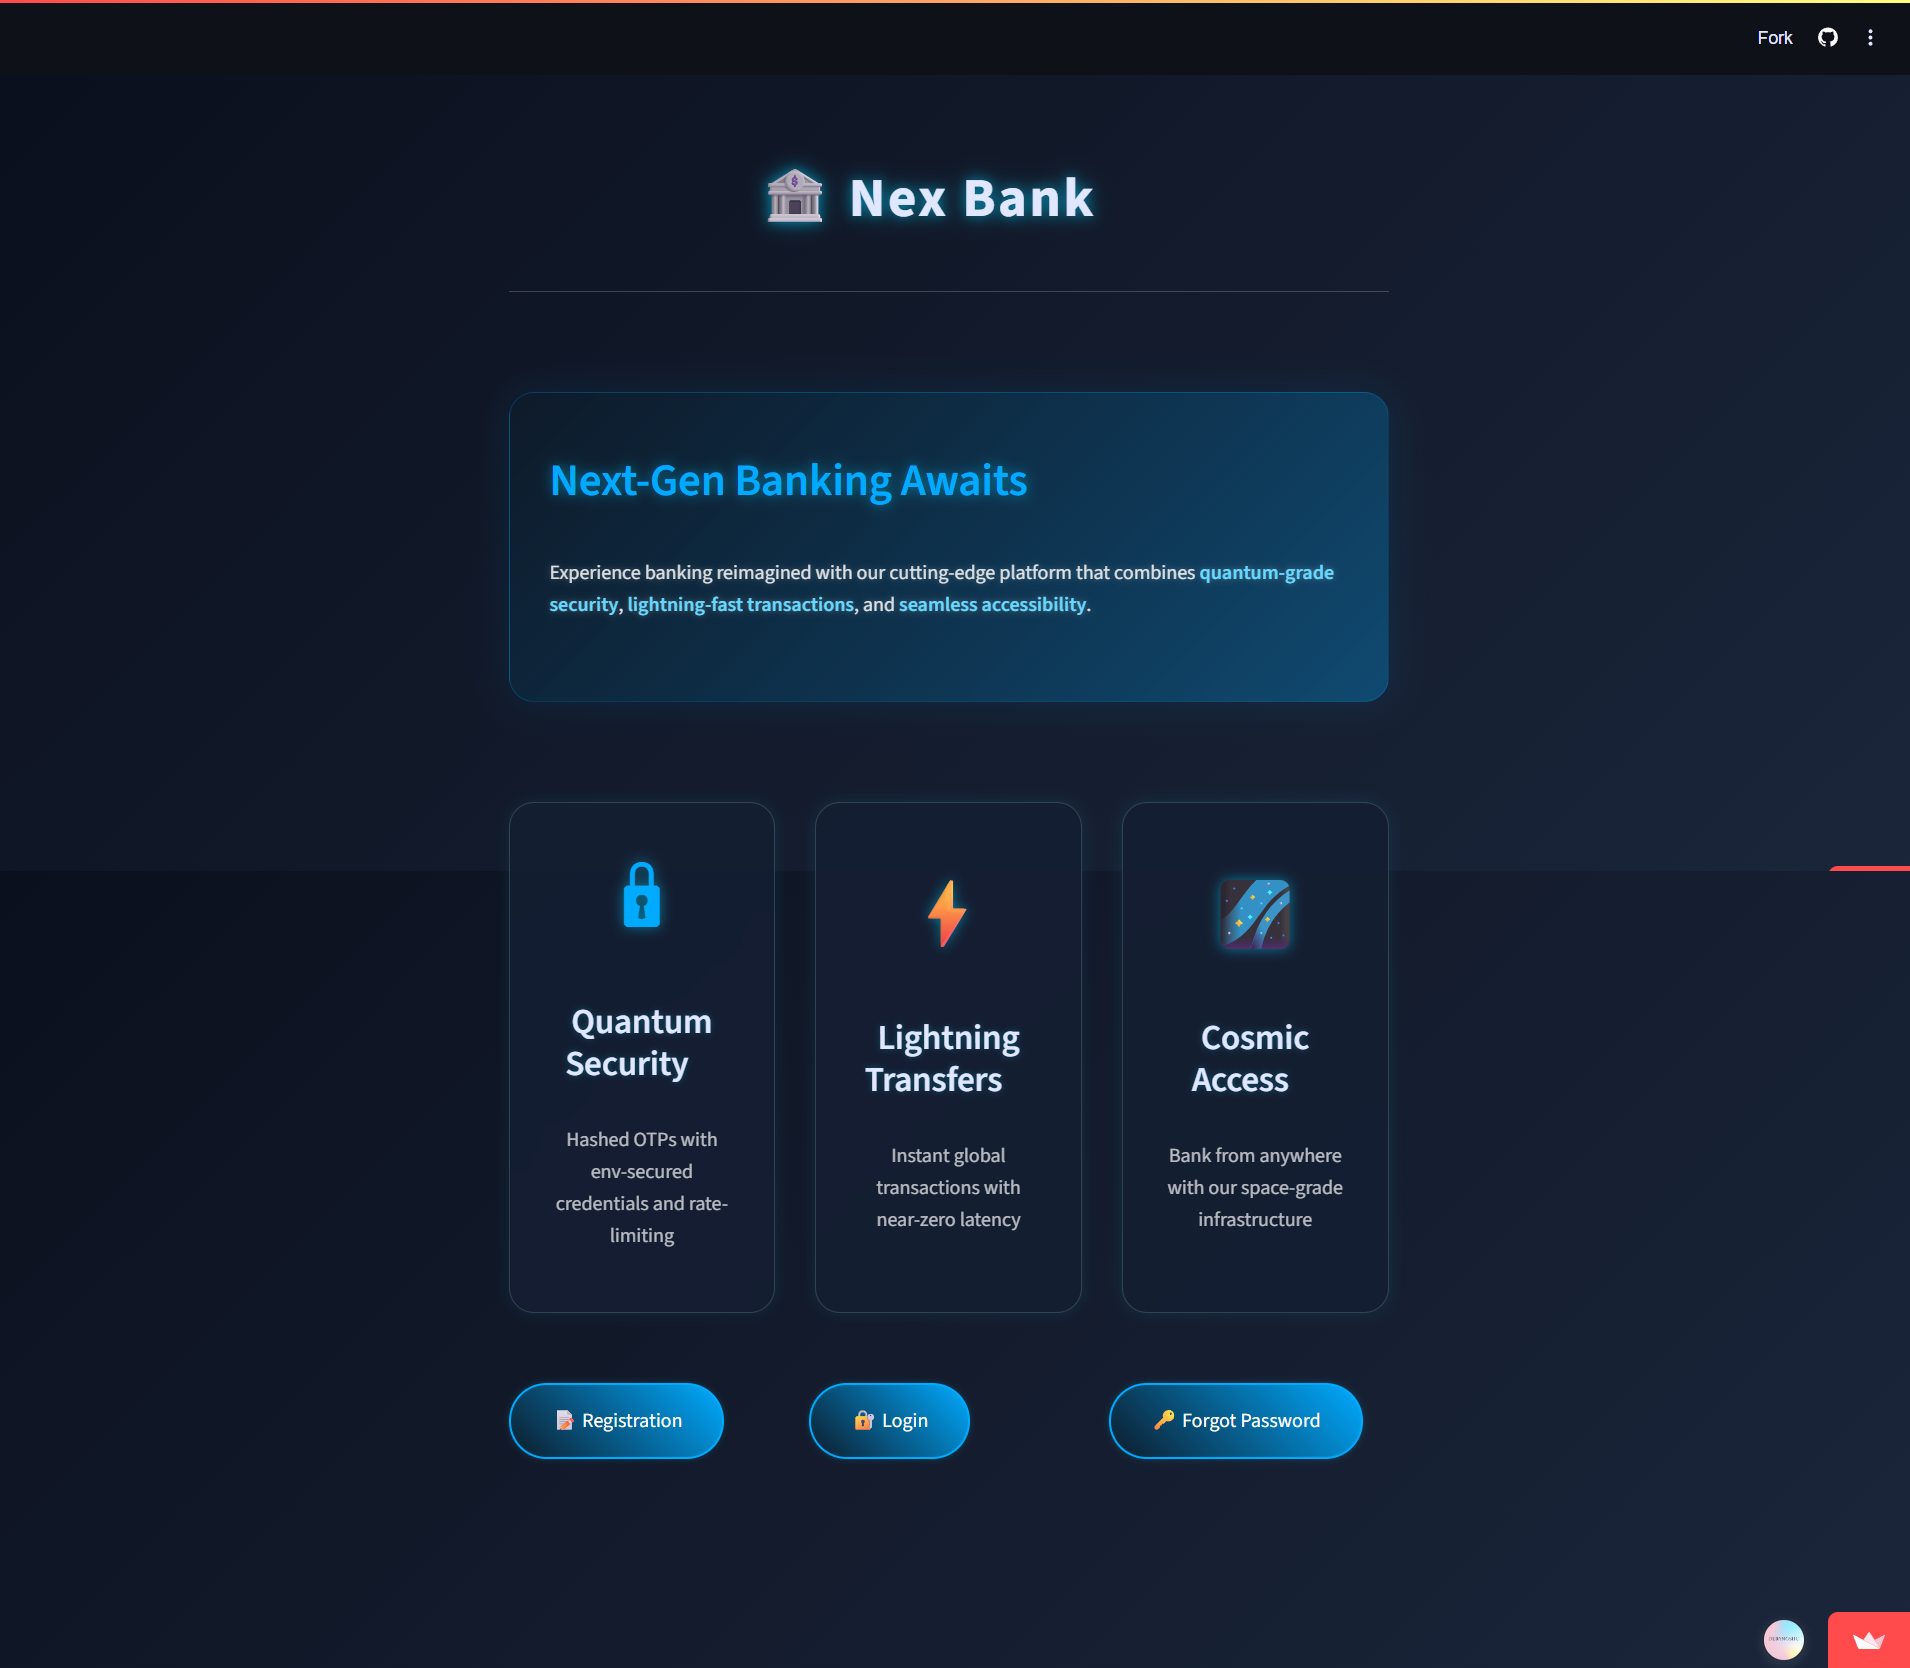 Fork
Nex Bank
Next-Gen Banking Awaits
Experience banking reimagined with our cutting-edge platform that combines quantum-grade
security, lightning-fast transactions, and seamless accessibility.
Quantum
Security
Hashed OTPs with
env-secured
credentials and rate-
limiting
Lightning
Transfers
Instant global
transactions with
near-zero latency
Cosmic
Access
Bank from anywhere
with our space-grade
infrastructure
Registration
Login
Forgot Password